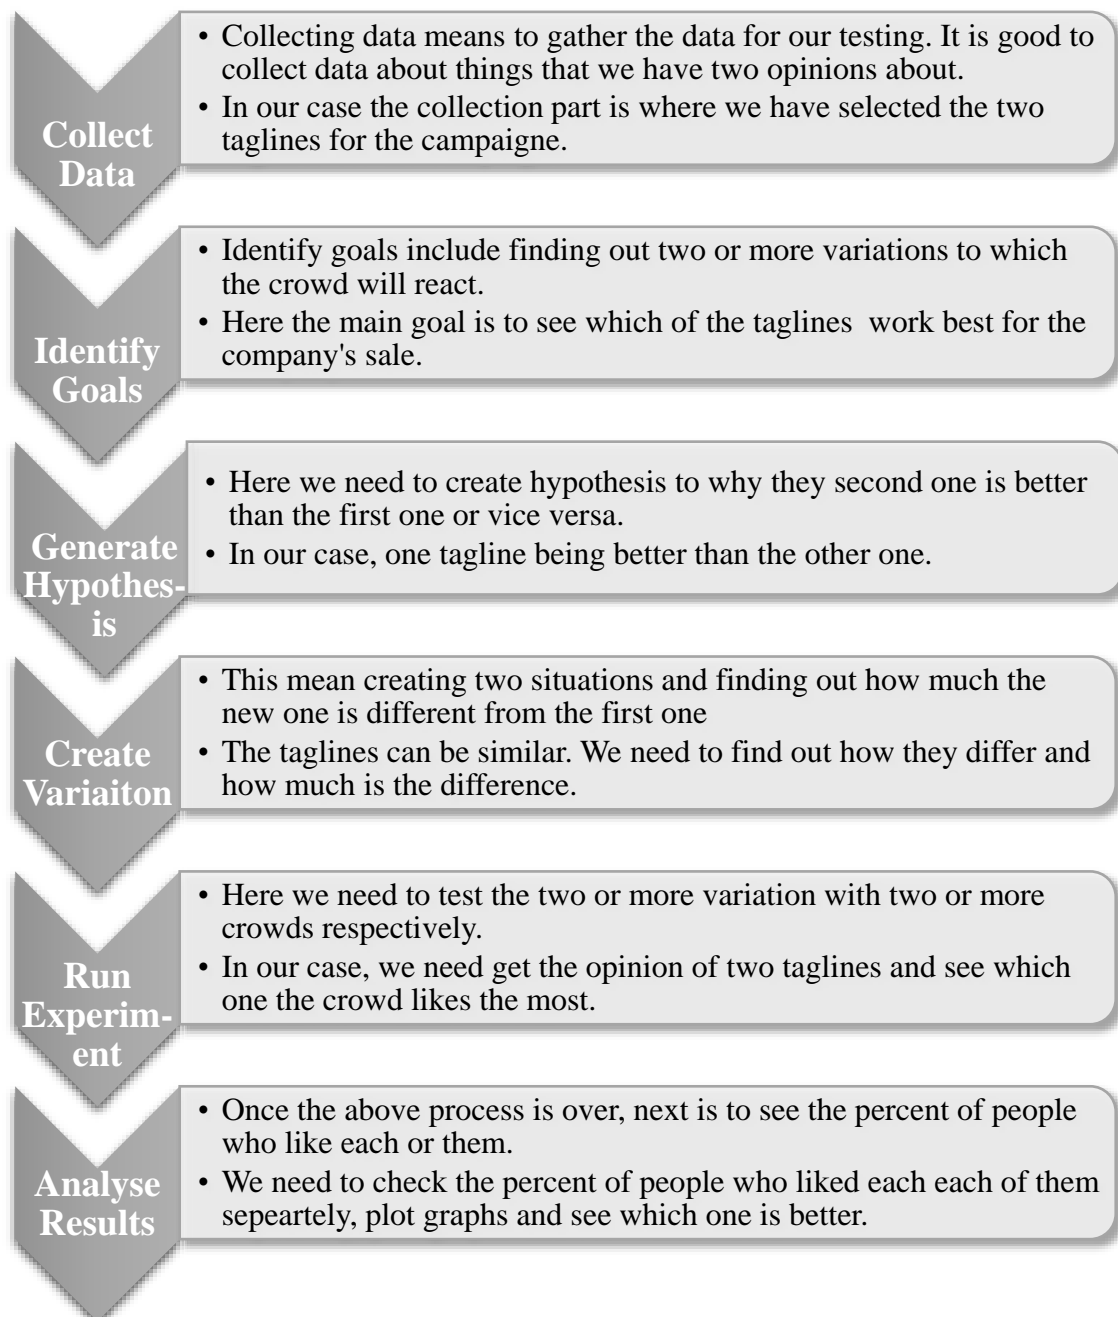 Collect
Data
• Collecting data means to gather the data for our testing. It is good to
collect data about things that we have two opinions about.
• In our case the collection part is where we have selected the two
taglines for the campaigne.
Identify
Goals
• Identify goals include finding out two or more variations to which
the crowd will react.
• Here the main goal is to see which of the taglines work best for the
company's sale.
Generate
Hypothes-
is
• Here we need to create hypothesis to why they second one is better
than the first one or vice versa.
• In our case, one tagline being better than the other one.
Create
Variaiton
• This mean creating two situations and finding out how much the
new one is different from the first one
• The taglines can be similar. We need to find out how they differ and
how much is the difference.
Run
Experim-
ent
• Here we need to test the two or more variation with two or more
crowds respectively.
• In our case, we need get the opinion of two taglines and see which
one the crowd likes the most.
Analyse
Results
• Once the above process is over, next is to see the percent of people
who like each or them.
• We need to check the percent of people who liked each each of them
sepeartely, plot graphs and see which one is better.